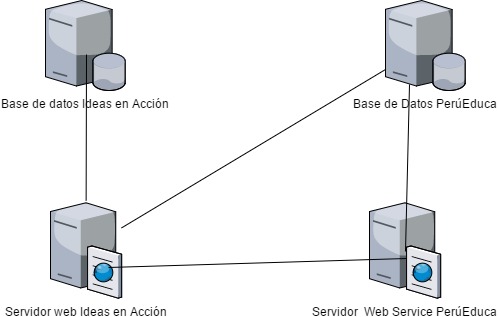 Base de datos Ideas en Acción
Base de Datos PerúEduca
Servidor web Ideas en Acción
Servidor Web Service PerúEduca